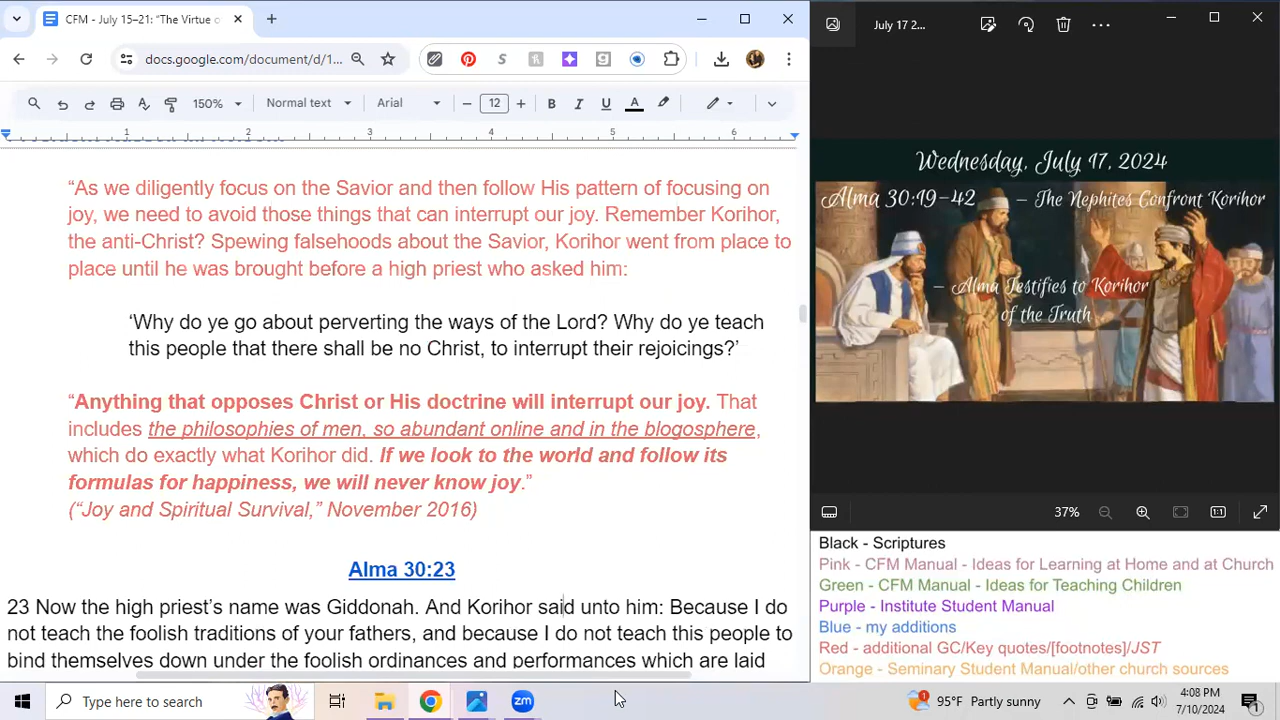 CFM - July 15–21: “The Virtue o
docs.google.com/document/d/1...
150%
Normal text
Arial
12
B I U A
1 2 3 4 5 6
“As we diligently focus on the Savior and then follow His pattern of focusing on
joy, we need to avoid those things that can interrupt our joy. Remember Korihor,
the anti-Christ? Spewing falsehoods about the Savior, Korihor went from place to
place until he was brought before a high priest who asked him:
‘Why do ye go about perverting the ways of the Lord? Why do ye teach
this people that there shall be no Christ, to interrupt their rejoicings?’
“Anything that opposes Christ or His doctrine will interrupt our joy. That
includes the philosophies of men, so abundant online and in the blogosphere,
which do exactly what Korihor did. If we look to the world and follow its
formulas for happiness, we will never know joy.”
(“Joy and Spiritual Survival,” November 2016)
Alma 30:23
23 Now the high priest’s name was Giddonah. And Korihor said unto him: Because I do
not teach the foolish traditions of your fathers, and because I do not teach this people to
bind themselves down under the foolish ordinances and performances which are laid
July 17 2...
Wednesday, July 17, 2024
Alma 30:19–42 – The Nephites Confront Korihor
– Alma Testifies to Korihor
of the Truth
37%
1:1
Black - Scriptures
Pink - CFM Manual - Ideas for Learning at Home and at Church
Green - CFM Manual - Ideas for Teaching Children
Purple - Institute Student Manual
Blue - my additions
Red - additional GC/Key quotes/[footnotes]/JST
Orange - Seminary Student Manual/other church sources
Type here to search
zm
1
95°F Partly sunny
4:08 PM
7/10/2024
1